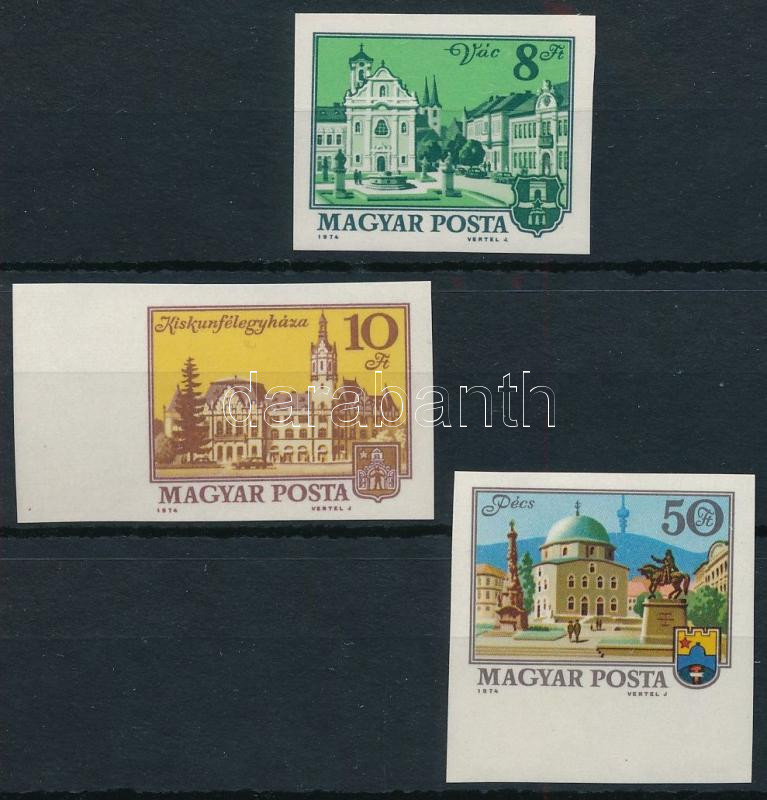 Vác 8 Ft
MAGYAR POSTA
1974 VERTEL J.
Kiskunfélegyháza 10 Ft
MAGYAR POSTA
1974 VERTEL J
darabanth
Pécs 50 Ft
MAGYAR POSTA
1974 VERTEL J